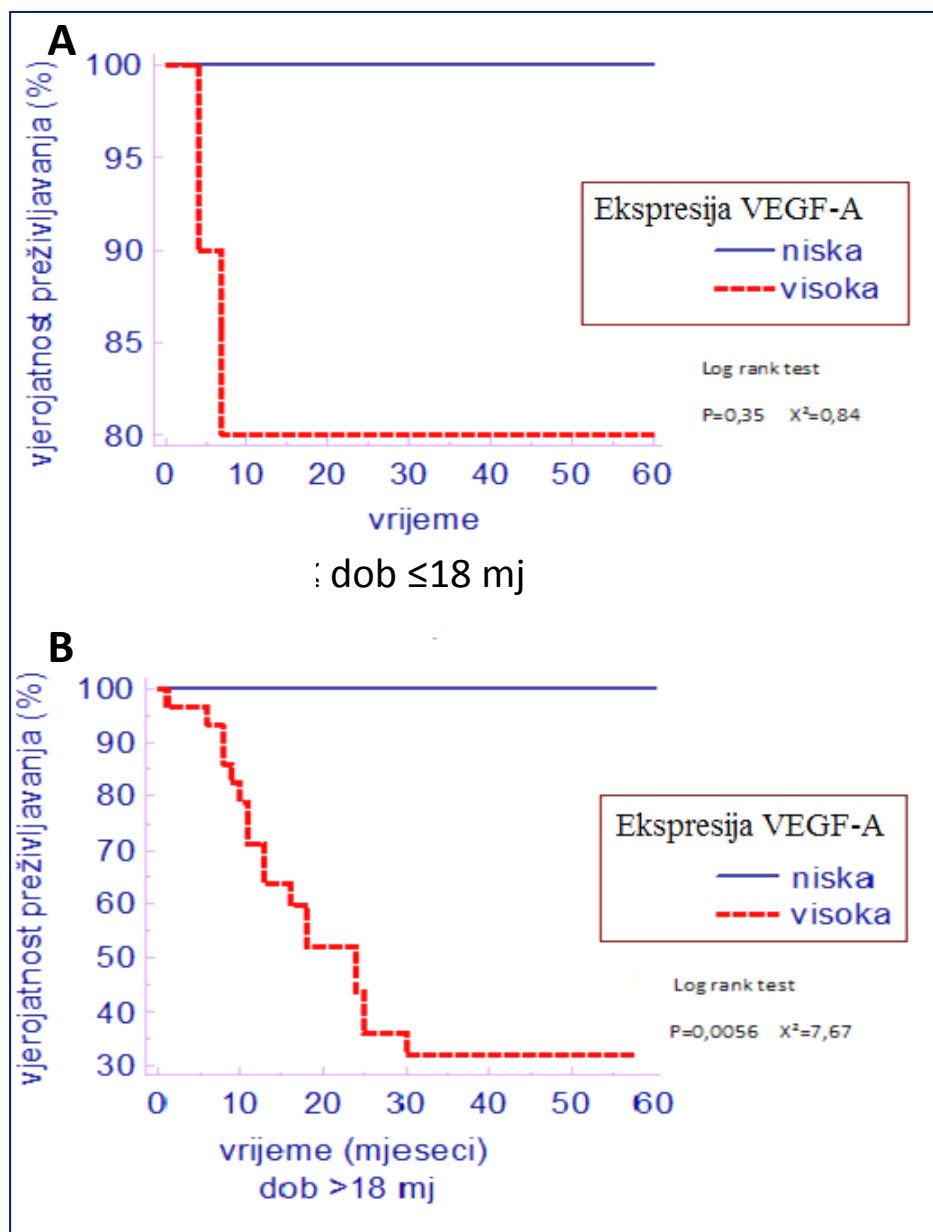 A
vjerojatnost preživljavanja (%)
100
95
90
85
80
0 10 20 30 40 50 60
vrijeme
Ekspresija VEGF-A
niska
visoka
Log rank test
P=0,35 X²=0,84
: dob ≤18 mj
B
vjerojatnost preživljavanja (%)
100
90
80
70
60
50
40
30
0 10 20 30 40 50 60
vrijeme (mjeseci)
dob >18 mj
Ekspresija VEGF-A
niska
visoka
Log rank test
P=0,0056 X²=7,67